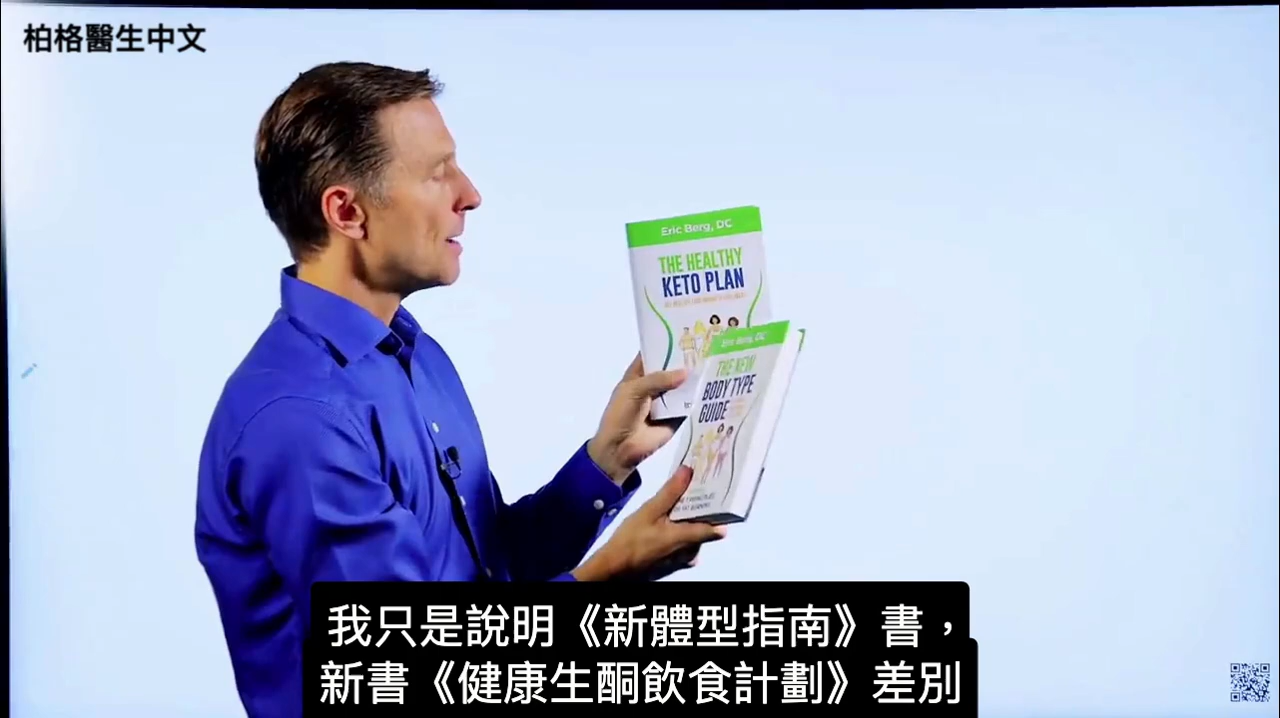 柏格醫生中文
Eric Berg, DC
THE HEALTHY
KETO PLAN
Eric Berg, DC
THE NEW
BODY TYPE
GUIDE
我只是說明《新體型指南》書，
新書《健康生酮飲食計劃》差別